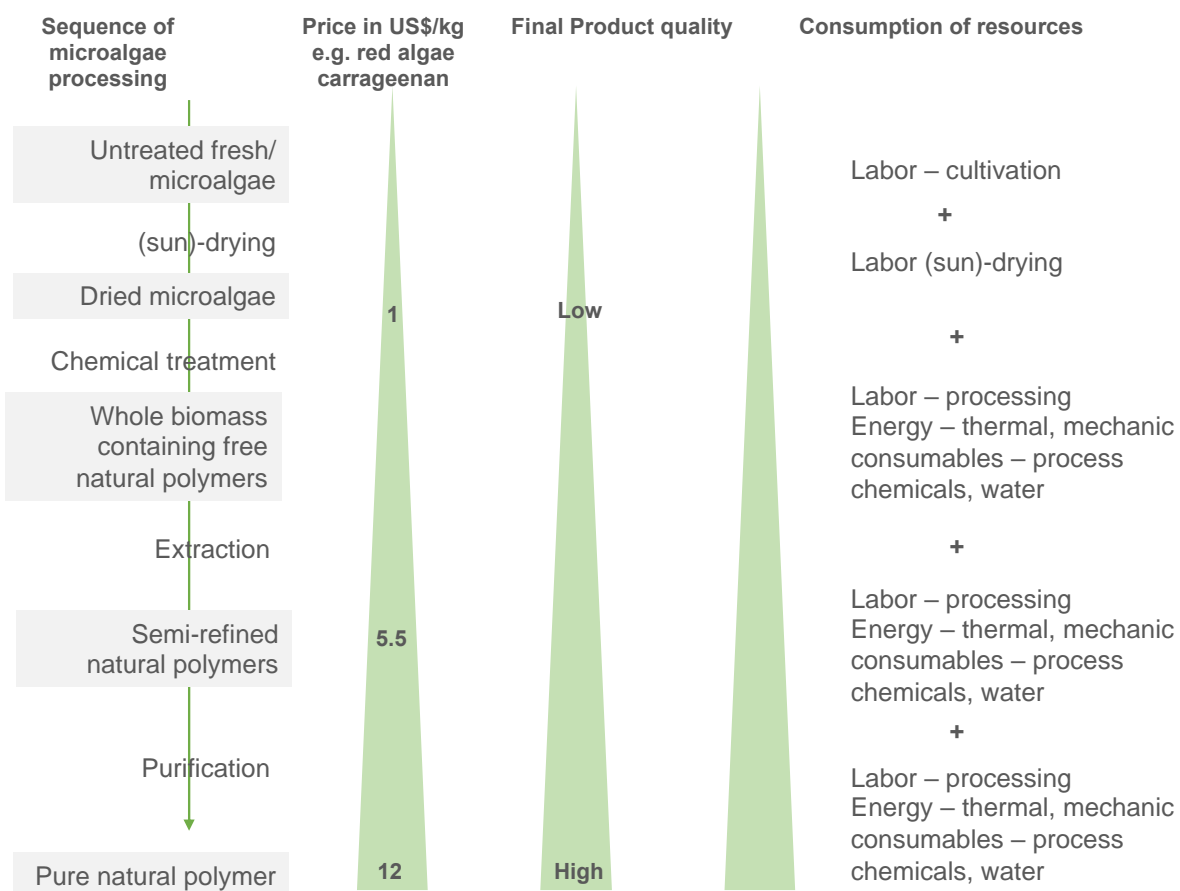 Sequence of
microalgae
processing
Price in US$/kg
e.g. red algae
carrageenan
Final Product quality
Consumption of resources
Untreated fresh/
microalgae
(sun)-drying
Dried microalgae
Chemical treatment
Whole biomass
containing free
natural polymers
Extraction
Semi-refined
natural polymers
Purification
Pure natural polymer
1
5.5
12
Low
High
Labor – cultivation
+
Labor (sun)-drying
+
Labor – processing
Energy – thermal, mechanic
consumables – process
chemicals, water
+
Labor – processing
Energy – thermal, mechanic
consumables – process
chemicals, water
+
Labor – processing
Energy – thermal, mechanic
consumables – process
chemicals, water